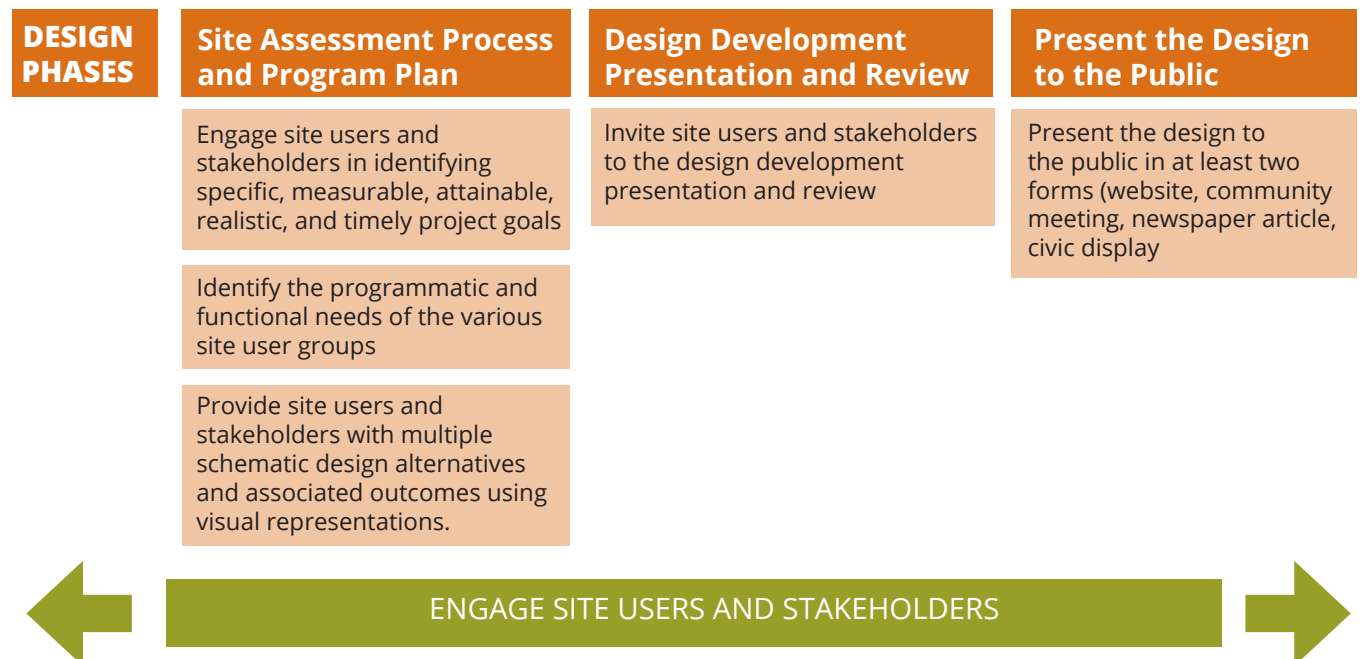 DESIGN
PHASES
Site Assessment Process
and Program Plan
Engage site users and
stakeholders in identifying
specific, measurable, attainable,
realistic, and timely project goals
Identify the programmatic and
functional needs of the various
site user groups
Provide site users and
stakeholders with multiple
schematic design alternatives
and associated outcomes using
visual representations.
Design Development
Presentation and Review
Invite site users and stakeholders
to the design development
presentation and review
Present the Design
to the Public
Present the design to
the public in at least two
forms (website, community
meeting, newspaper article,
civic display
ENGAGE SITE USERS AND STAKEHOLDERS